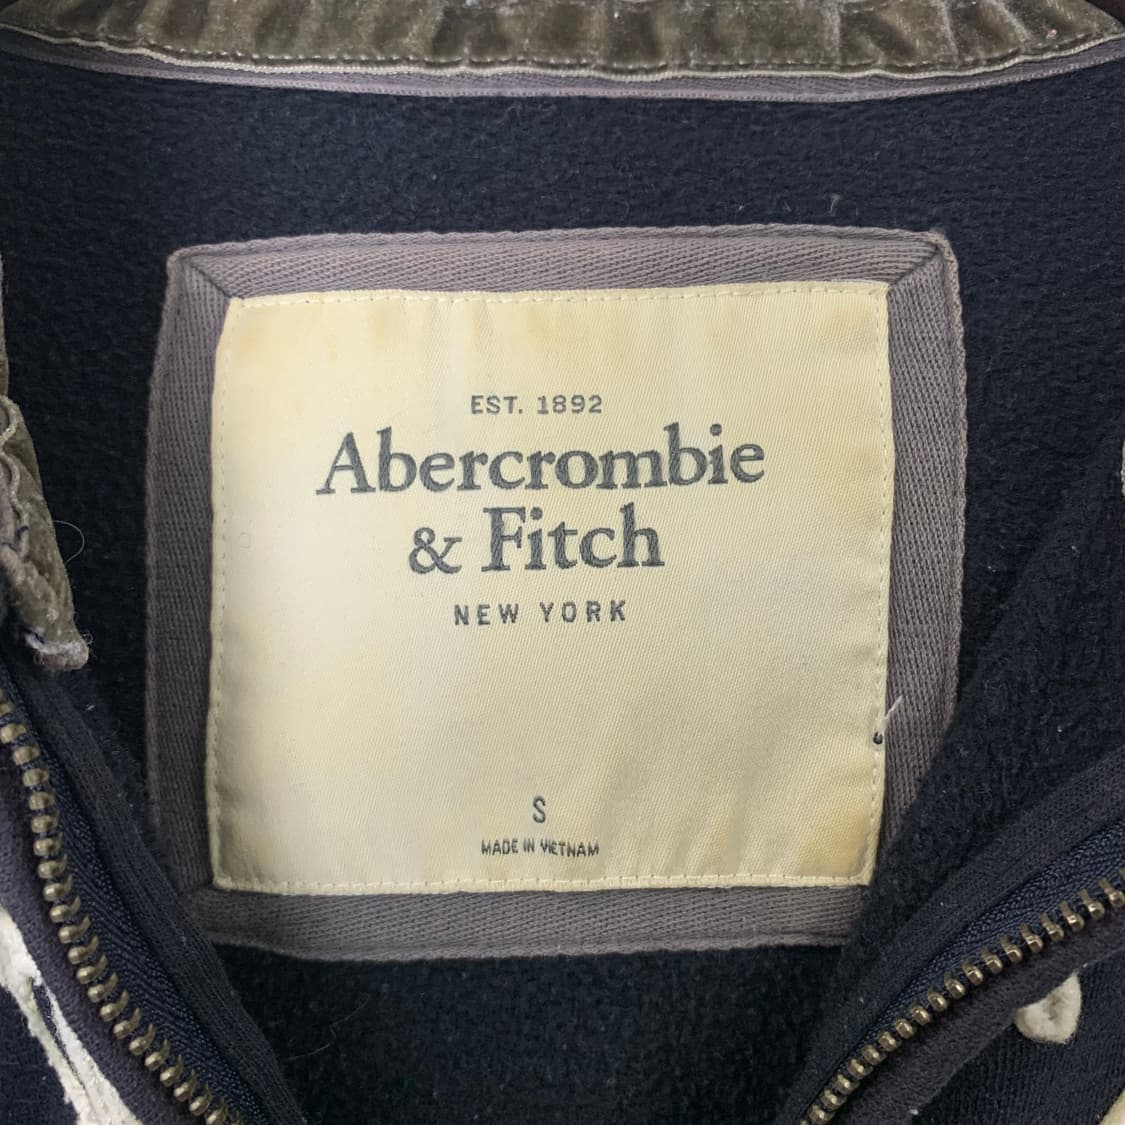 EST. 1892
Abercrombie
& Fitch
NEW YORK
S
MADE IN VIETNAM